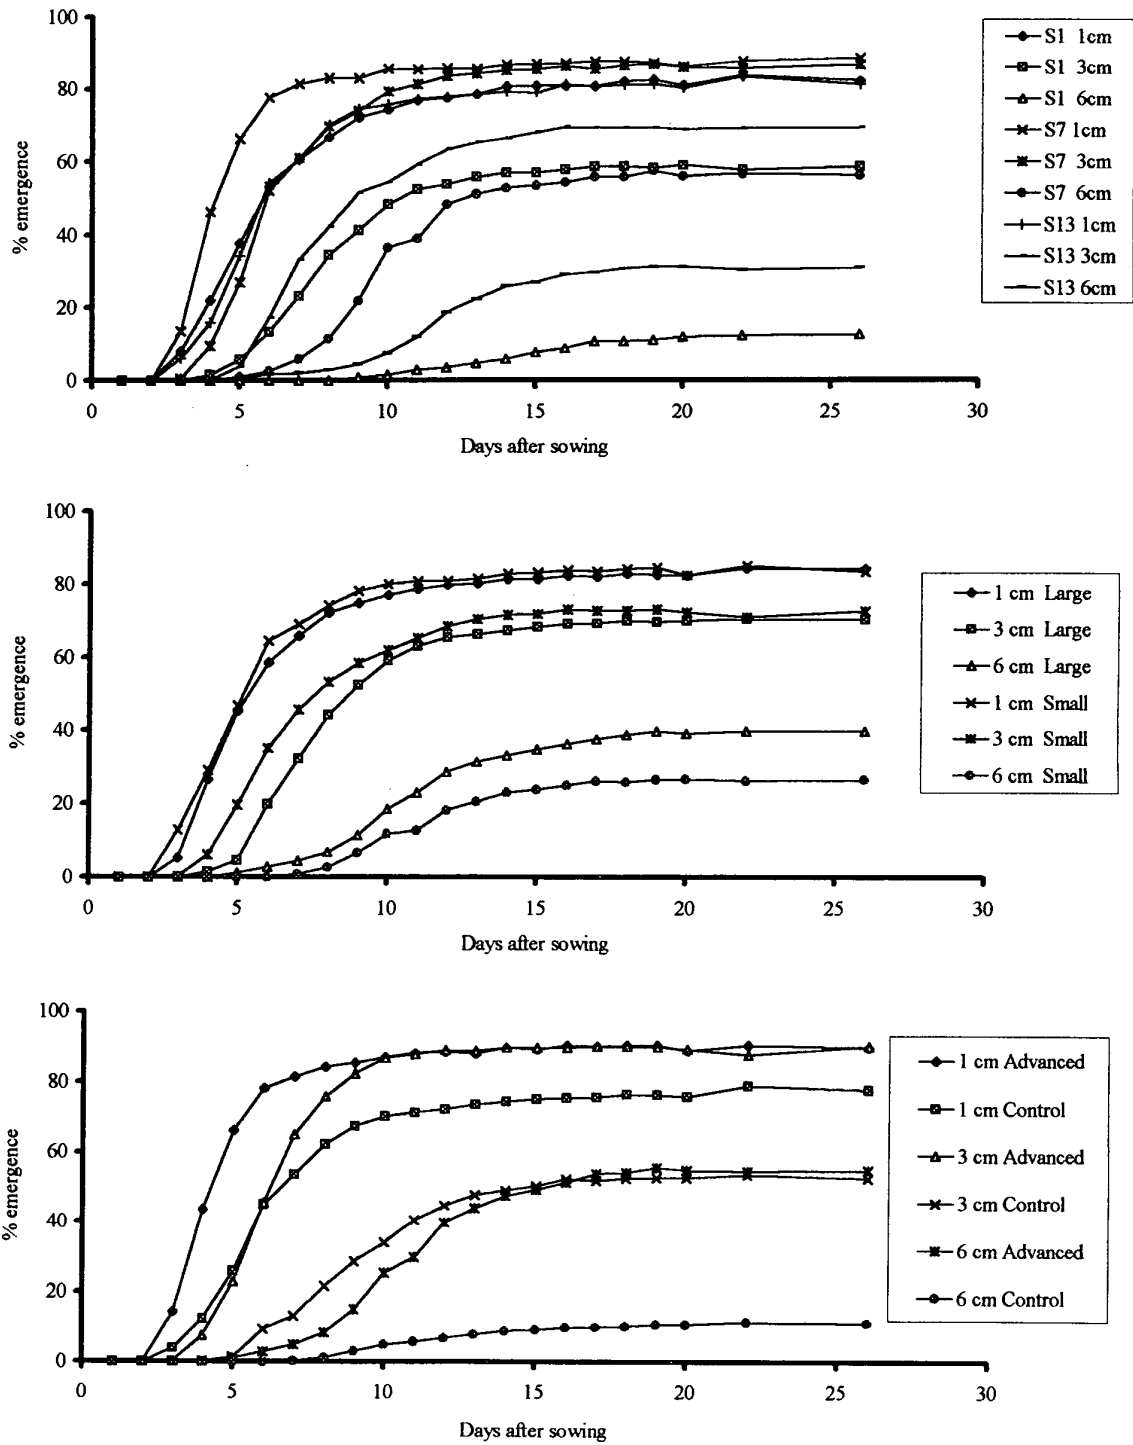 100
80
60
40
20
0
% emergence
0 5 10 15 20 25 30
Days after sowing
S1 1cm
S1 3cm
S1 6cm
S7 1cm
S7 3cm
S7 6cm
S13 1cm
S13 3cm
S13 6cm
100
80
60
40
20
0
% emergence
0 5 10 15 20 25 30
Days after sowing
1 cm Large
3 cm Large
6 cm Large
1 cm Small
3 cm Small
6 cm Small
100
80
60
40
20
0
% emergence
0 5 10 15 20 25 30
Days after sowing
1 cm Advanced
1 cm Control
3 cm Advanced
3 cm Control
6 cm Advanced
6 cm Control